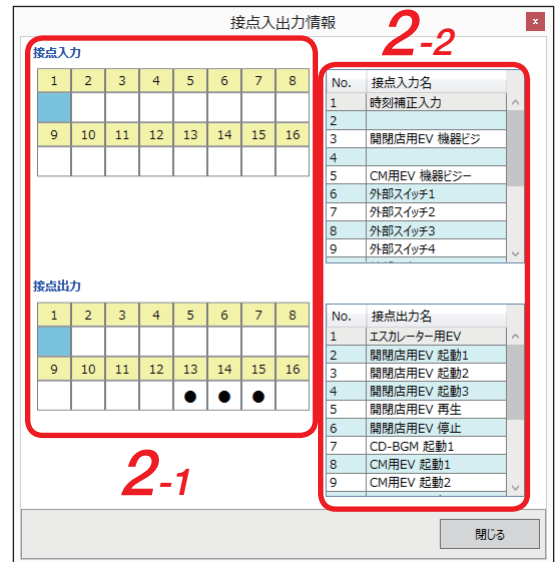 接点入出力情報
x
2-1
接点入力
1 2 3 4 5 6 7 8
9 10 11 12 13 14 15 16
接点出力
1 2 3 4 5 6 7 8
9 10 11 12 13 14 15 16
● ● ●
2-2
No. 接点入力名
1 時刻補正入力
2
3 開閉店用EV 機器ビジ
4
5 CM用EV 機器ビジー
6 外部スイッチ1
7 外部スイッチ2
8 外部スイッチ3
9 外部スイッチ4
No. 接点出力名
1 エスカレーター用EV
2 開閉店用EV 起動1
3 開閉店用EV 起動2
4 開閉店用EV 起動3
5 開閉店用EV 再生
6 開閉店用EV 停止
7 CD-BGM 起動1
8 CM用EV 起動1
9 CM用EV 起動2
閉じる